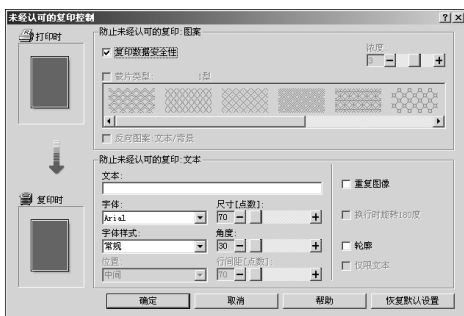 未经认可的复印控制
打印时
复印时
防止未经认可的复印:图案
复印数据安全性
浓度
3
蒙片类型:
1型
反向图案:文本/背景
防止未经认可的复印:文本
文本:
字体:
Arial
尺寸[点数]:
70
字体样式:
常规
角度:
30
位置:
中间
行间距[点数]:
70
重复图像
换行时旋转180度
轮廓
仅限文本
确定
取消
帮助
恢复默认设置